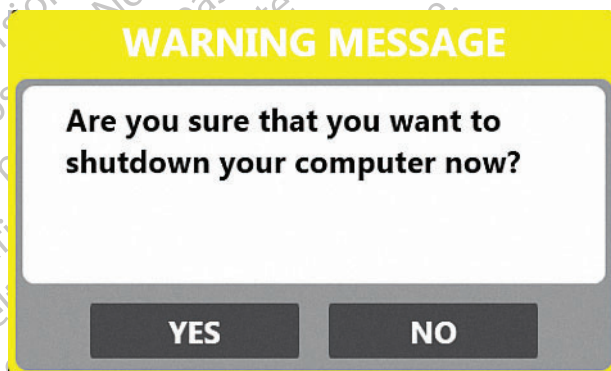 WARNING MESSAGE
Are you sure that you want to
shutdown your computer now?
YES
NO